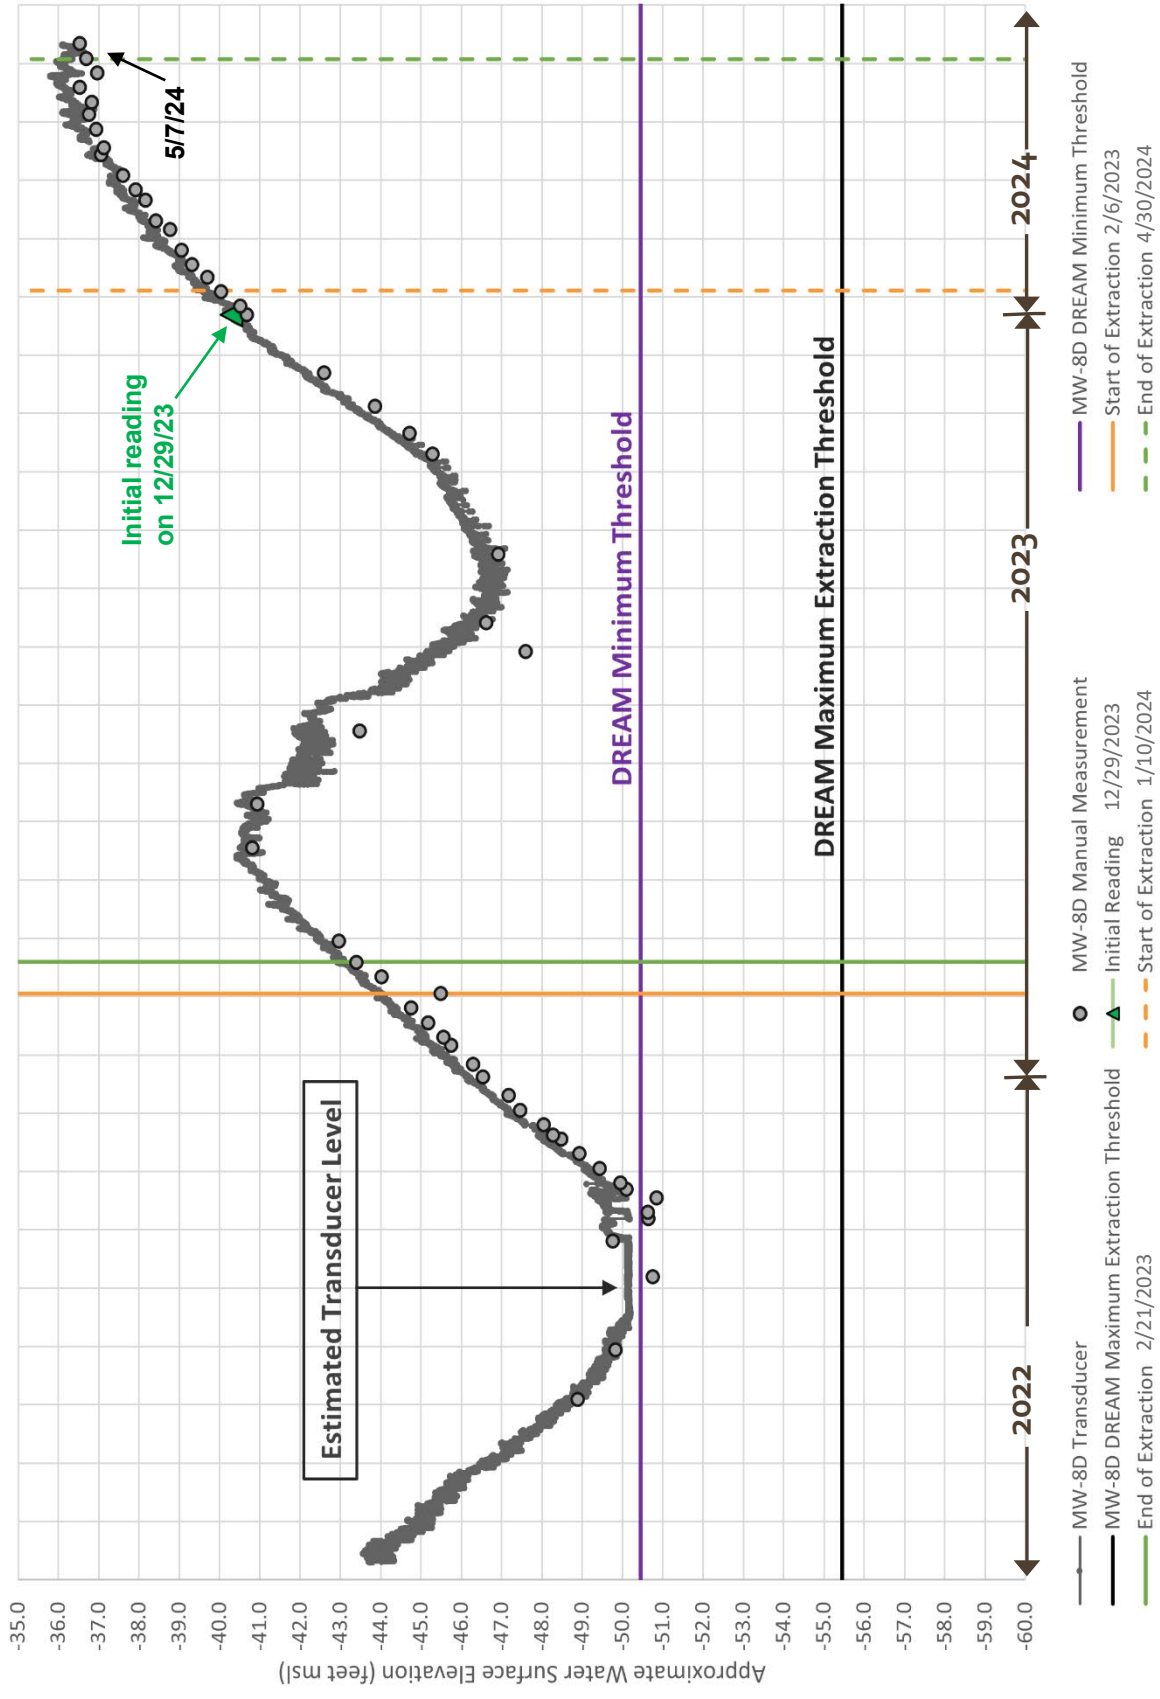 Approximate Water Surface Elevation (feet msl)
-35.0
-36.0
-37.0
-38.0
-39.0
-40.0
-41.0
-42.0
-43.0
-44.0
-45.0
-46.0
-47.0
-48.0
-49.0
-50.0
-51.0
-52.0
-53.0
-54.0
-55.0
-56.0
-57.0
-58.0
-59.0
-60.0
5/7/24
Initial reading
on 12/29/23
Estimated Transducer Level
DREAM Minimum Threshold
DREAM Maximum Extraction Threshold
2022
2023
2024
MW-8D Transducer
MW-8D Manual Measurement
MW-8D DREAM Minimum Threshold
MW-8D DREAM Maximum Extraction Threshold
Initial Reading 12/29/2023
Start of Extraction 2/6/2023
End of Extraction 2/21/2023
Start of Extraction 1/10/2024
End of Extraction 4/30/2024